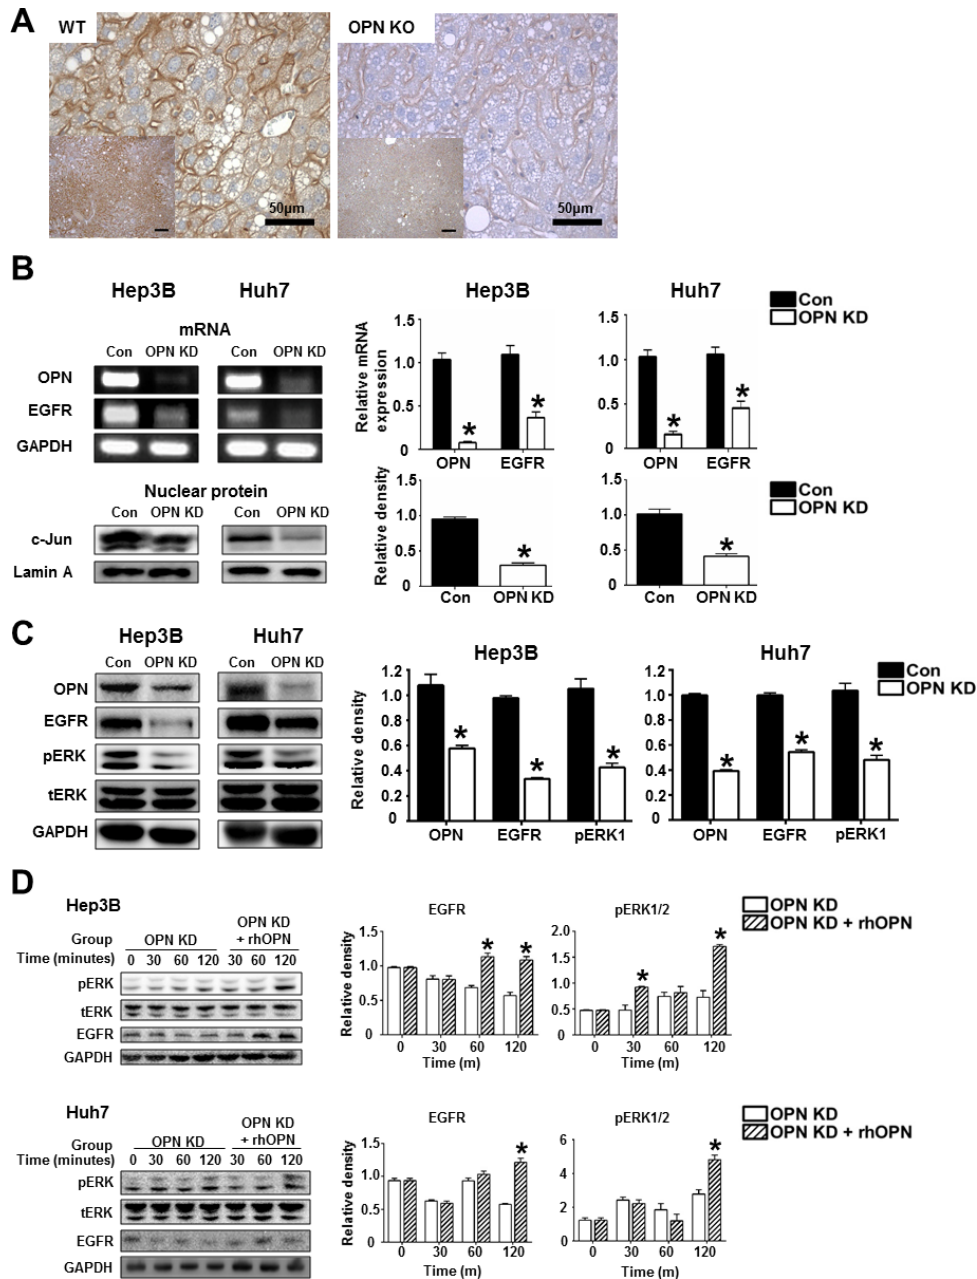 A
WT
OPN KO
50μm
50μm
B
Hep3B Huh7
mRNA
Con OPN KD Con OPN KD
OPN
EGFR
GAPDH
Nuclear protein
Con OPN KD Con OPN KD
c-Jun
Lamin A
Hep3B
Relative mRNA
expression
1.5
1.0
0.5
0
* *
OPN EGFR
Huh7
1.5
1.0
0.5
0
* *
OPN EGFR
Con
OPN KD
Relative density
1.5
1.0
0.5
0
*
Con OPN KD
1.5
1.0
0.5
0
*
Con OPN KD
Con
OPN KD
C
Hep3B Huh7
Con OPN KD Con OPN KD
OPN
EGFR
pERK
tERK
GAPDH
Hep3B
Relative density
1.2
1.0
0.8
0.6
0.4
0.2
0
* * *
OPN EGFR pERK1
Huh7
1.2
1.0
0.8
0.6
0.4
0.2
0
* * *
OPN EGFR pERK1
Con
OPN KD
D
Hep3B
Group OPN KD OPN KD
+ rhOPN
Time (minutes) 0 30 60 120 30 60 120
pERK
tERK
EGFR
GAPDH
EGFR
Relative density
1.5
1.0
0.5
0
* *
0 30 60 120
Time (m)
pERK1/2
2.0
1.5
1.0
0.5
0
* *
0 30 60 120
Time (m)
OPN KD
OPN KD + rhOPN
Huh7
Group OPN KD OPN KD
+ rhOPN
Time (minutes) 0 30 60 120 30 60 120
pERK
tERK
EGFR
GAPDH
EGFR
Relative density
1.5
1.0
0.5
0
*
0 30 60 120
Time (m)
pERK1/2
6
4
2
0
*
0 30 60 120
Time (m)
OPN KD
OPN KD + rhOPN